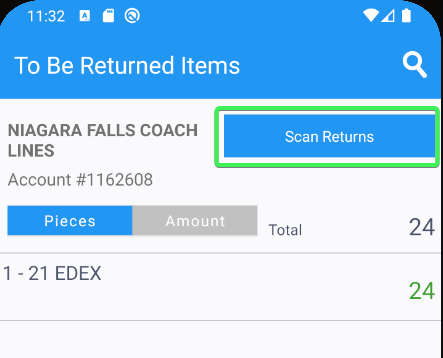 11:32
To Be Returned Items
NIAGARA FALLS COACH
LINES
Scan Returns
Account #1162608
Pieces Amount Total 24
1 - 21 EDEX
24